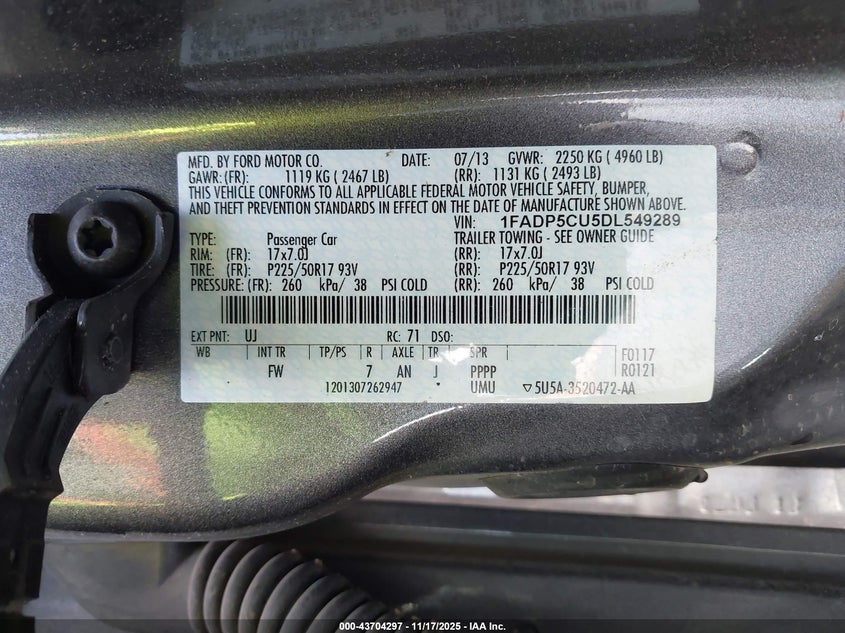 MFD. BY FORD MOTOR CO. DATE: 07/13 GVWR: 2250 KG ( 4960 LB)
GAWR: (FR): 1119 KG ( 2467 LB) (RR): 1131 KG ( 2493 LB)
THIS VEHICLE CONFORMS TO ALL APPLICABLE FEDERAL MOTOR VEHICLE SAFETY, BUMPER,
AND THEFT PREVENTION STANDARDS IN EFFECT ON THE DATE OF MANUFACTURE SHOWN ABOVE.
VIN: 1FADP5CU5DL549289
TYPE: Passenger Car TRAILER TOWING - SEE OWNER GUIDE
RIM: (FR): 17x7.0J (RR): 17x7.0J
TIRE: (FR): P225/50R17 93V (RR): P225/50R17 93V
PRESSURE: (FR): 260 kPa/ 38 PSI COLD (RR): 260 kPa/ 38 PSI COLD
EXT PNT: UJ RC: 71 DSO:
WB INT TR TP/PS R AXLE TR SPR F0117
FW 7 AN J PPPP R0121
1201307262947 * UMU ▽5U5A-3520472-AA
000-43704297 - 11/17/2025 - IAA Inc.